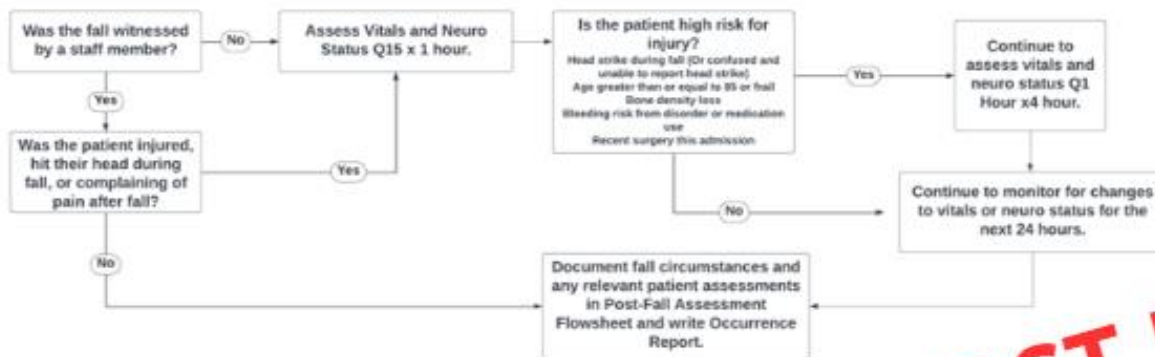 Was the fall witnessed
by a staff member?
No
Assess Vitals and Neuro
Status Q15 x 1 hour.
Is the patient high risk for
injury?
Head strike during fall (Or confused and
unable to report head strike)
Age greater than or equal to 85 or frail
Bone density loss
Bleeding risk from disorder or medication
use
Recent surgery this admission
Yes
Continue to
assess vitals and
neuro status Q1
Hour x4 hour.
Yes
Was the patient injured,
hit their head during
fall, or complaining of
pain after fall?
Yes
No
Continue to monitor for changes
to vitals or neuro status for the
next 24 hours.
No
Document fall circumstances and
any relevant patient assessments
in Post-Fall Assessment
Flowsheet and write Occurrence
Report.